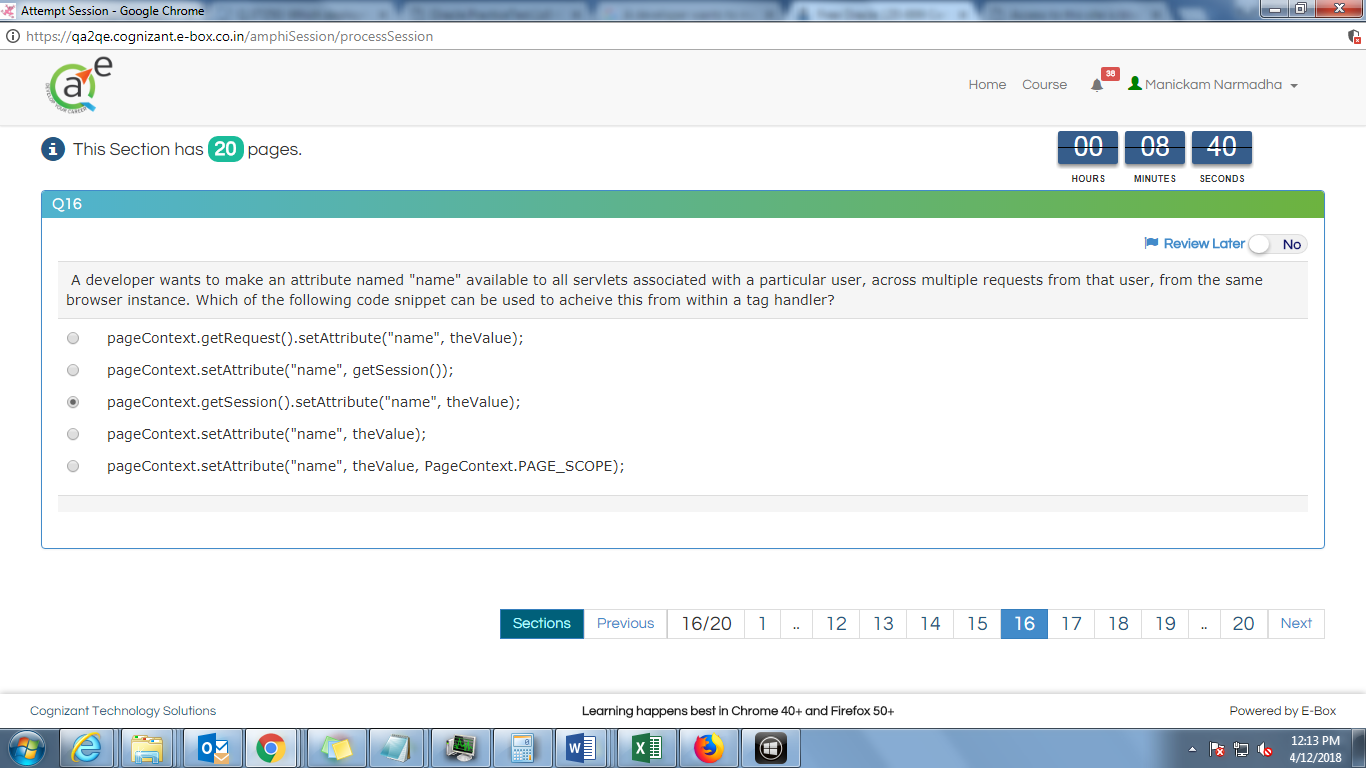 Attempt Session - Google Chrome
https://qa2qe.cognizant.e-box.co.in/amphiSession/processSession
a e
Home Course 38 Manickam Narmadha
This Section has 20 pages.
00 08 40
HOURS MINUTES SECONDS
Q16
Review Later No
A developer wants to make an attribute named "name" available to all servlets associated with a particular user, across multiple requests from that user, from the same
browser instance. Which of the following code snippet can be used to acheive this from within a tag handler?
pageContext.getRequest().setAttribute("name", theValue);
pageContext.setAttribute("name", getSession());
pageContext.getSession().setAttribute("name", theValue);
pageContext.setAttribute("name", theValue);
pageContext.setAttribute("name", theValue, PageContext.PAGE_SCOPE);
Sections Previous 16/20 1 .. 12 13 14 15 16 17 18 19 .. 20 Next
Cognizant Technology Solutions Learning happens best in Chrome 40+ and Firefox 50+ Powered by E-Box
12:13 PM
4/12/2018